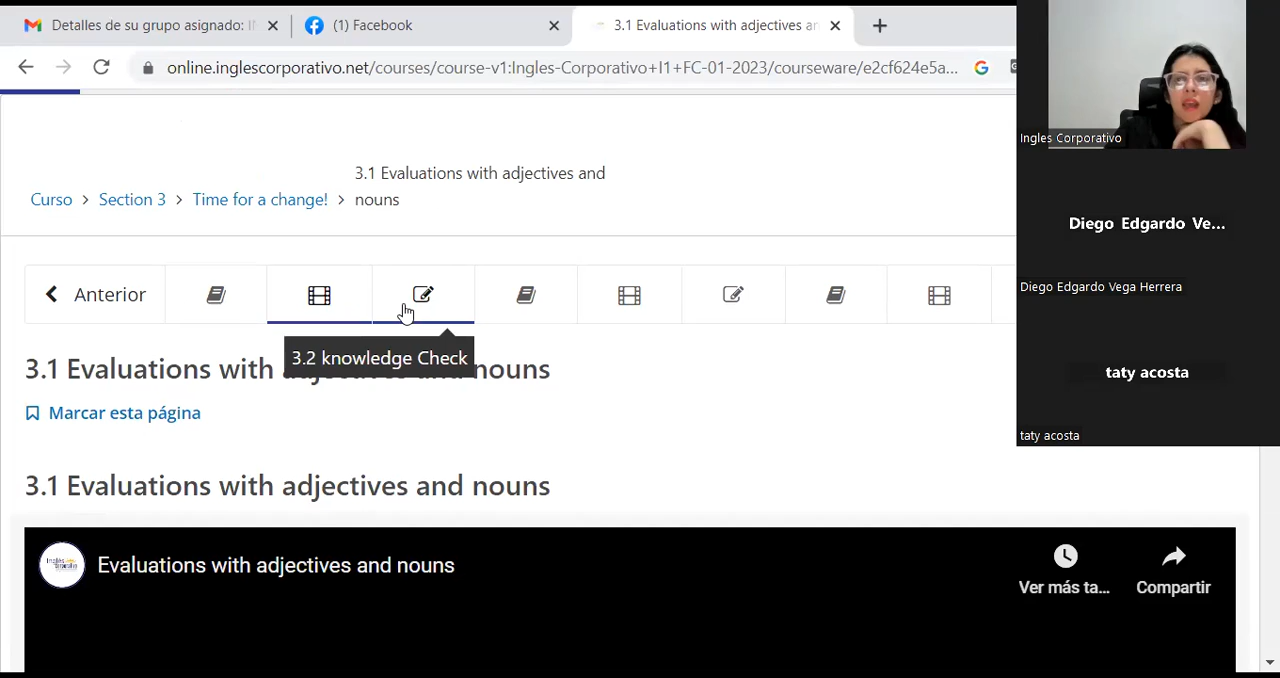 Detalles de su grupo asignado: I
(1) Facebook
3.1 Evaluations with adjectives an
online.inglescorporativo.net/courses/course-v1:Ingles-Corporativo+I1+FC-01-2023/courseware/e2cf624e5a...
Ingles Corporativo
3.1 Evaluations with adjectives and
Curso > Section 3 > Time for a change! > nouns
Diego Edgardo Ve...
Diego Edgardo Vega Herrera
Anterior
3.2 knowledge Check
3.1 Evaluations with adjectives and nouns
Marcar esta página
taty acosta
taty acosta
3.1 Evaluations with adjectives and nouns
Evaluations with adjectives and nouns
Ver más ta...
Compartir